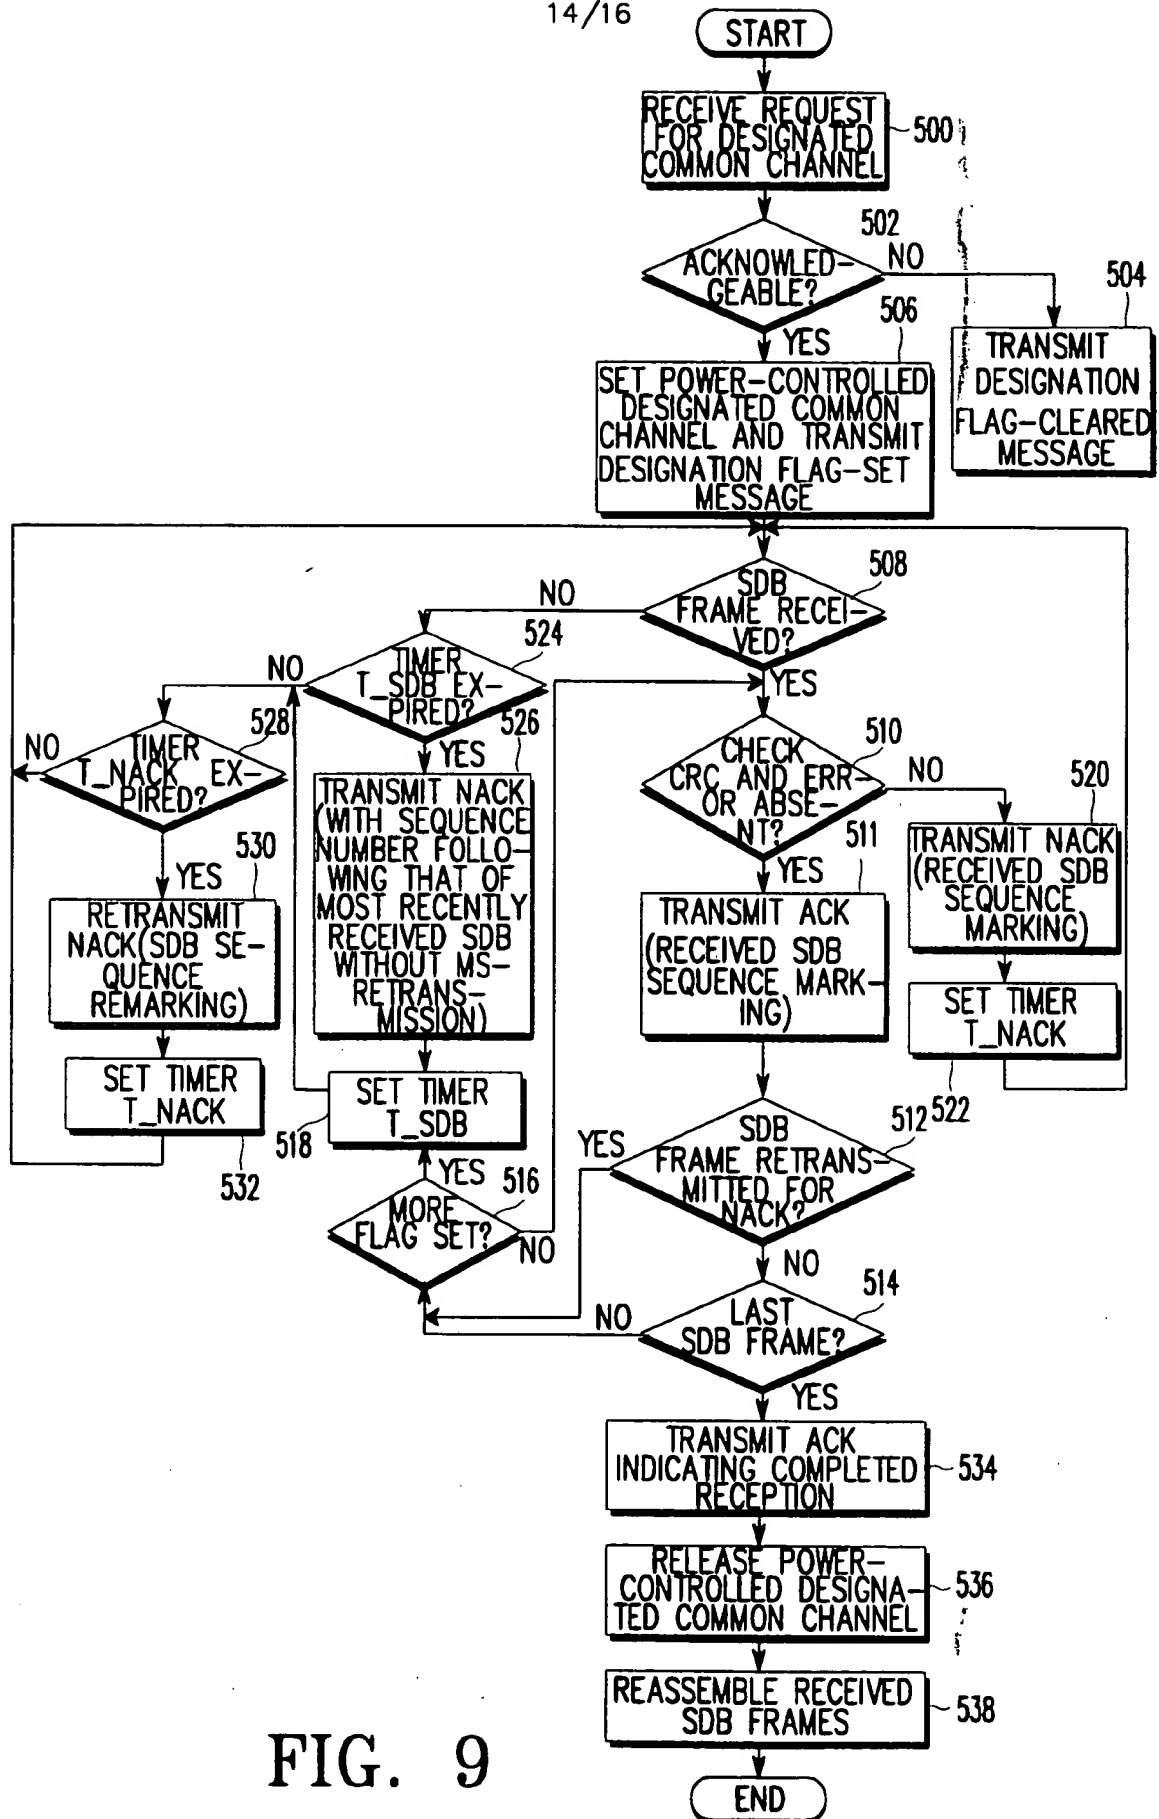 14/16
START
RECEIVE REQUEST
FOR DESIGNATED
COMMON CHANNEL
500
502
ACKNOWLED-
GEABLE?
NO
504
TRANSMIT
DESIGNATION
FLAG-CLEARED
MESSAGE
YES
506
SET POWER-CONTROLLED
DESIGNATED COMMON
CHANNEL AND TRANSMIT
DESIGNATION FLAG-SET
MESSAGE
508
SDB
FRAME RECEI-
VED?
NO
YES
524
TIMER
T_SDB EX-
PIRED?
NO
YES
528
TIMER
T_NACK EX-
PIRED?
NO
YES
526
TRANSMIT NACK
(WITH SEQUENCE
NUMBER FOLLO-
WING THAT OF
MOST RECENTLY
RECEIVED SDB
WITHOUT MS-
RETRANS-
MISSION)
530
RETRANSMIT
NACK(SDB SE-
QUENCE
REMARKING)
SET TIMER
T_NACK
532
518
SET TIMER
T_SDB
YES
516
MORE
FLAG SET?
NO
510
CHECK
CRC AND ERR-
OR ABSE-
NT?
NO
YES
520
TRANSMIT NACK
(RECEIVED SDB
SEQUENCE
MARKING)
SET TIMER
T_NACK
522
511
TRANSMIT ACK
(RECEIVED SDB
SEQUENCE MARK-
ING)
512
SDB
FRAME RETRANS-
MITTED FOR
NACK?
YES
NO
514
LAST
SDB FRAME?
NO
YES
TRANSMIT ACK
INDICATING COMPLETED
RECEPTION
534
RELEASE POWER-
CONTROLLED DESIGNA-
TED COMMON CHANNEL
536
REASSEMBLE RECEIVED
SDB FRAMES
538
END
FIG. 9